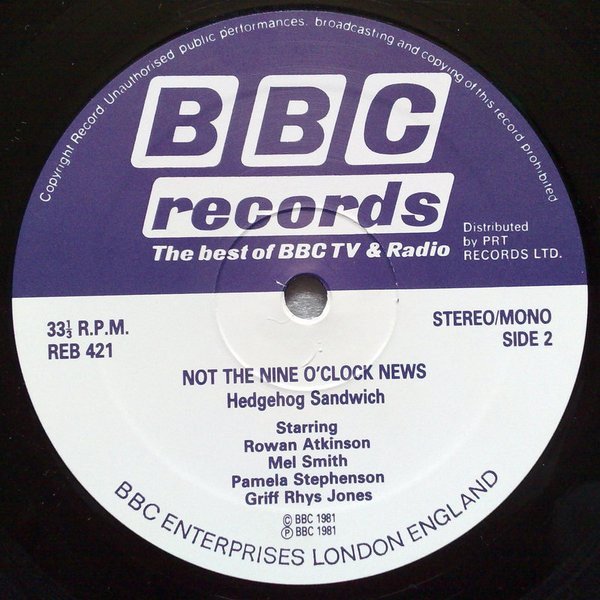 Copyright Record. Unauthorised public performances, broadcasting and copying of this record prohibited
BBC
records
The best of BBC TV & Radio
Distributed
by PRT
RECORDS LTD.
33⅓ R.P.M.
REB 421
STEREO/MONO
SIDE 2
NOT THE NINE O'CLOCK NEWS
Hedgehog Sandwich
Starring
Rowan Atkinson
Mel Smith
Pamela Stephenson
Griff Rhys Jones
© BBC 1981
℗ BBC 1981
BBC ENTERPRISES LONDON ENGLAND